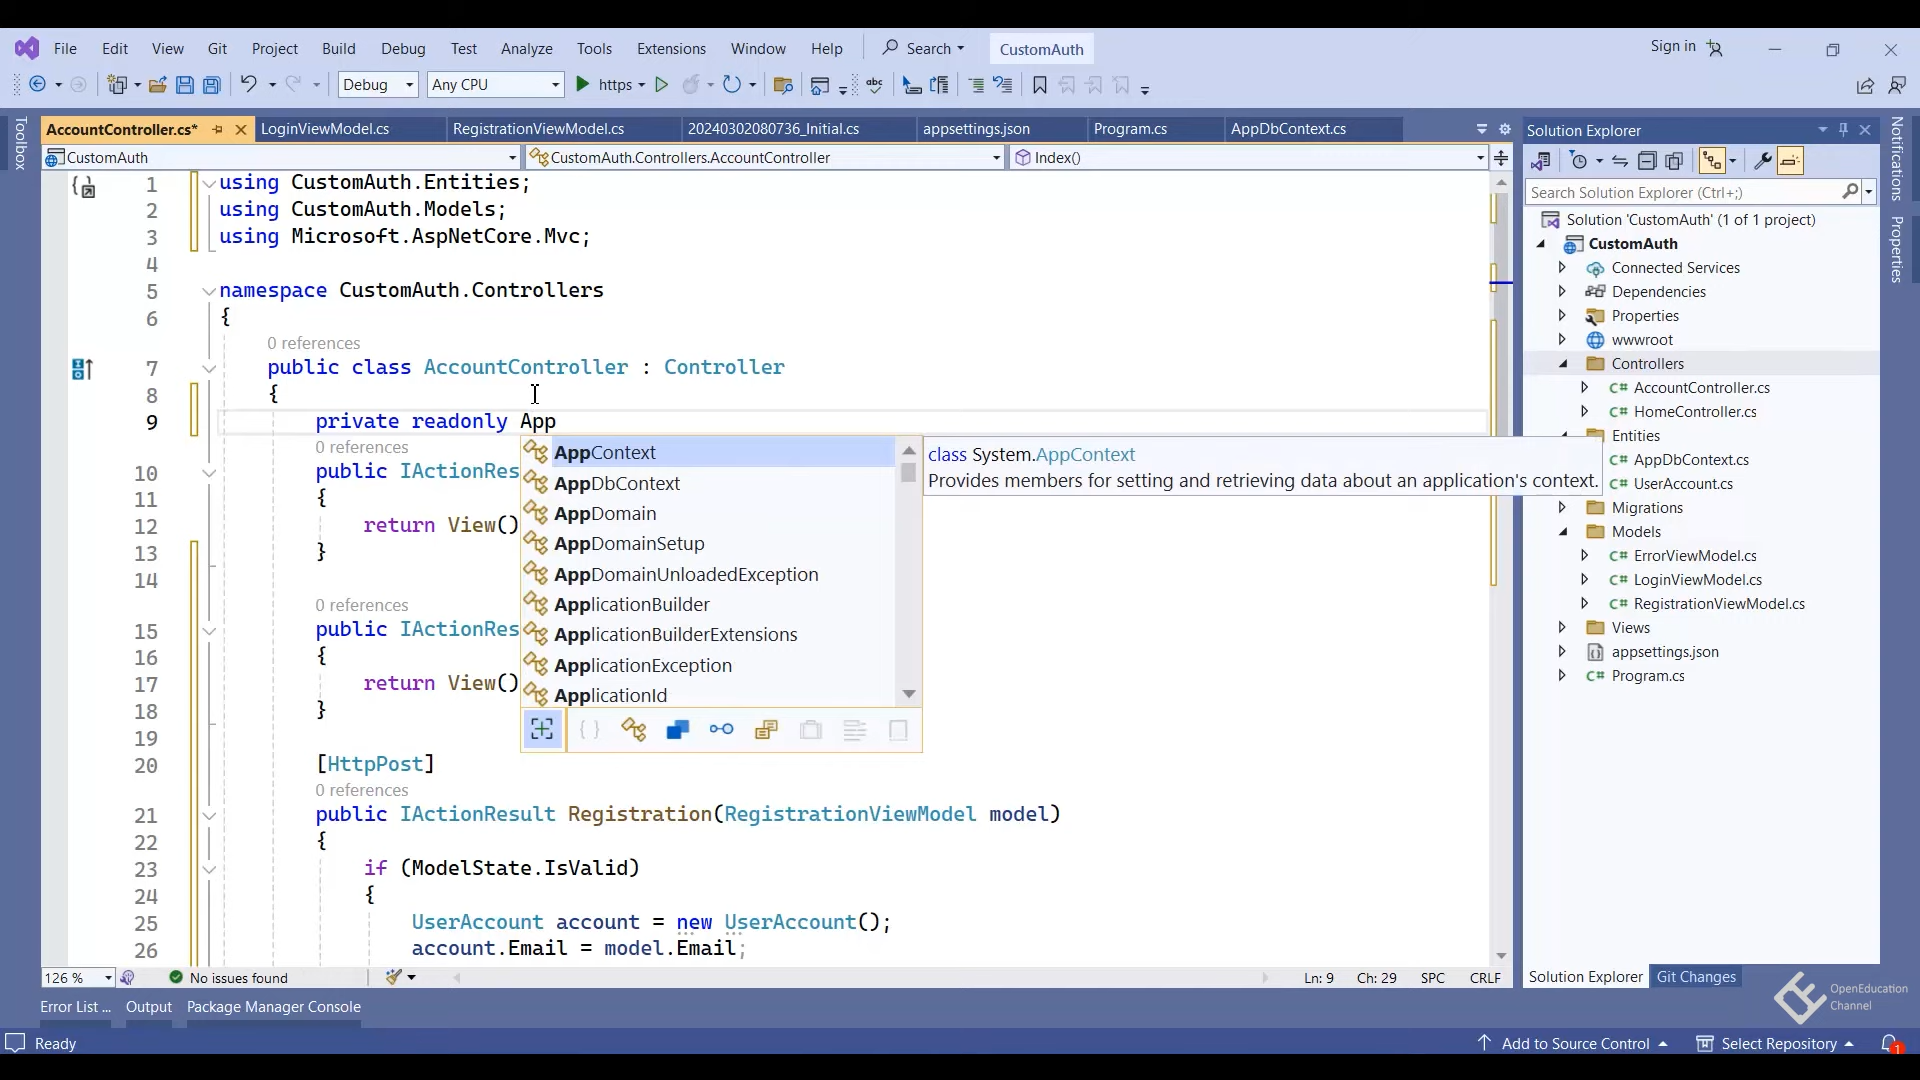 File Edit View Git Project Build Debug Test Analyze Tools Extensions Window Help Search CustomAuth Sign in
Debug Any CPU https
Toolbox
AccountController.cs* LoginViewModel.cs RegistrationViewModel.cs 20240302080736_Initial.cs appsettings.json Program.cs AppDbContext.cs
CustomAuth CustomAuth.Controllers.AccountController Index()
1 using CustomAuth.Entities;
2 using CustomAuth.Models;
3 using Microsoft.AspNetCore.Mvc;
4
5 namespace CustomAuth.Controllers
6 {
0 references
7 public class AccountController : Controller
8 {
9 private readonly App
0 references
10 public IActionRes
11 {
12 return View()
13 }
14
0 references
15 public IActionRes
16 {
17 return View()
18 }
19
20 [HttpPost]
0 references
21 public IActionResult Registration(RegistrationViewModel model)
22 {
23 if (ModelState.IsValid)
24 {
25 UserAccount account = new UserAccount();
26 account.Email = model.Email;
AppContext
AppDbContext
AppDomain
AppDomainSetup
AppDomainUnloadedException
ApplicationBuilder
ApplicationBuilderExtensions
ApplicationException
ApplicationId
class System.AppContext
Provides members for setting and retrieving data about an application's context.
126 % No issues found Ln: 9 Ch: 29 SPC CRLF
Solution Explorer
Search Solution Explorer (Ctrl+;)
Solution 'CustomAuth' (1 of 1 project)
CustomAuth
Connected Services
Dependencies
Properties
wwwroot
Controllers
C# AccountController.cs
C# HomeController.cs
Entities
AppDbContext.cs
C# UserAccount.cs
Migrations
Models
C# ErrorViewModel.cs
C# LoginViewModel.cs
C# RegistrationViewModel.cs
Views
appsettings.json
C# Program.cs
Solution Explorer Git Changes
Notifications
Properties
OpenEducation
Channel
Error List ... Output Package Manager Console
Ready Add to Source Control Select Repository 1